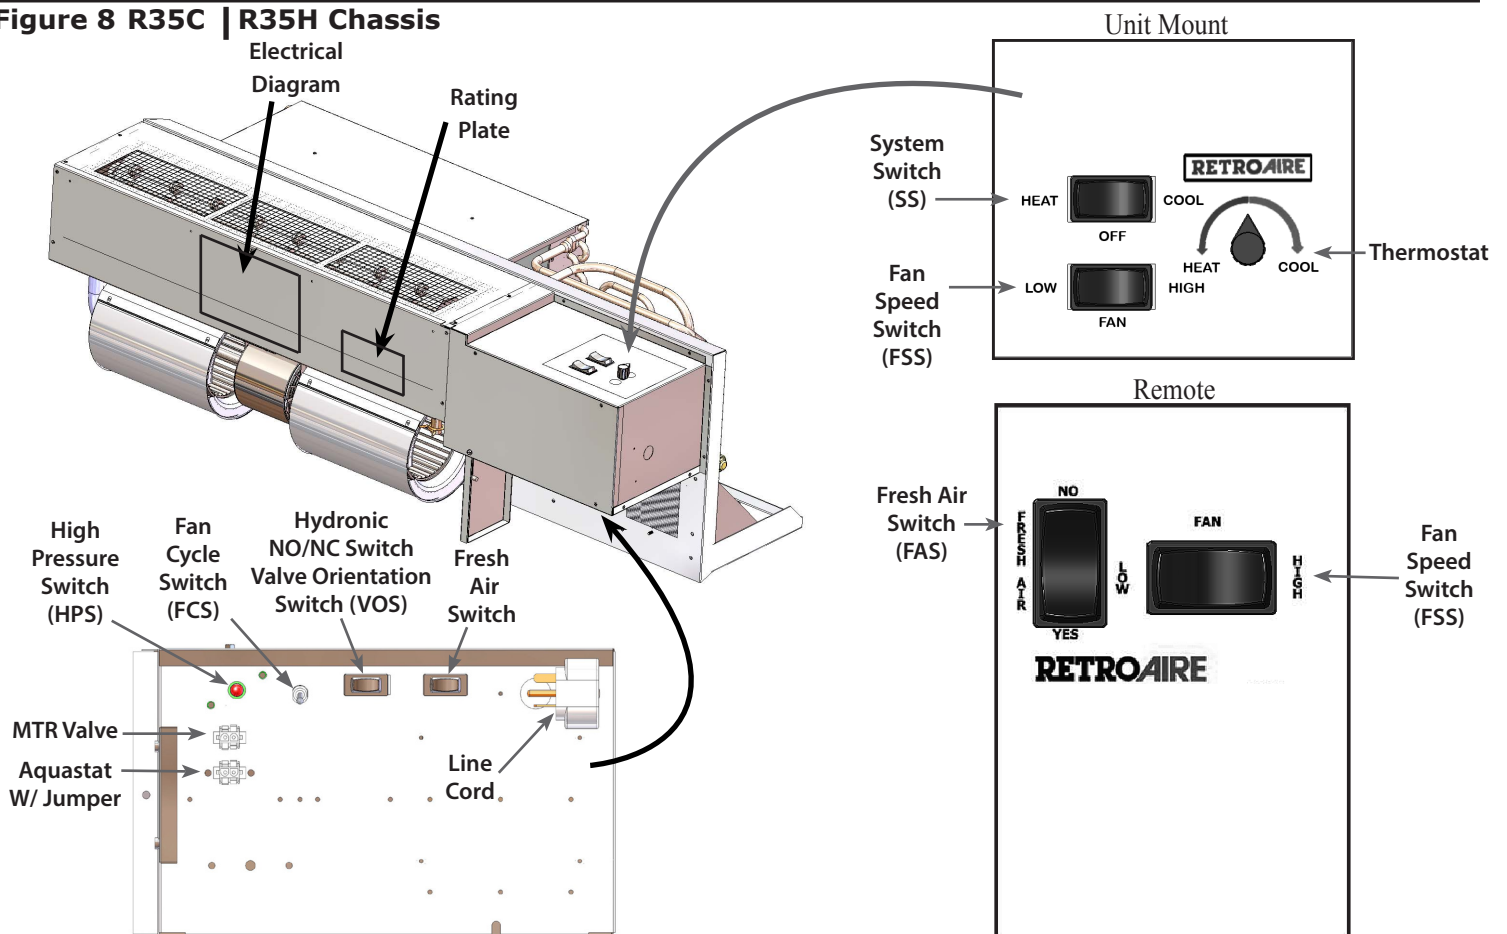 Figure 8 R35C | R35H Chassis
Electrical
Diagram
Rating
Plate
Unit Mount
System
Switch
(SS)
HEAT
COOL
OFF
RETROAIRE
HEAT
COOL
Thermostat
Fan
Speed
Switch
(FSS)
LOW
HIGH
FAN
Remote
Fresh Air
Switch
(FAS)
NO
FRESH AIR
YES
FAN
LOW
HIGH
Fan
Speed
Switch
(FSS)
RETROAIRE
High
Pressure
Switch
(HPS)
Fan
Cycle
Switch
(FCS)
Hydronic
NO/NC Switch
Valve Orientation
Switch (VOS)
Fresh
Air
Switch
MTR Valve
Aquastat
W/ Jumper
Line
Cord